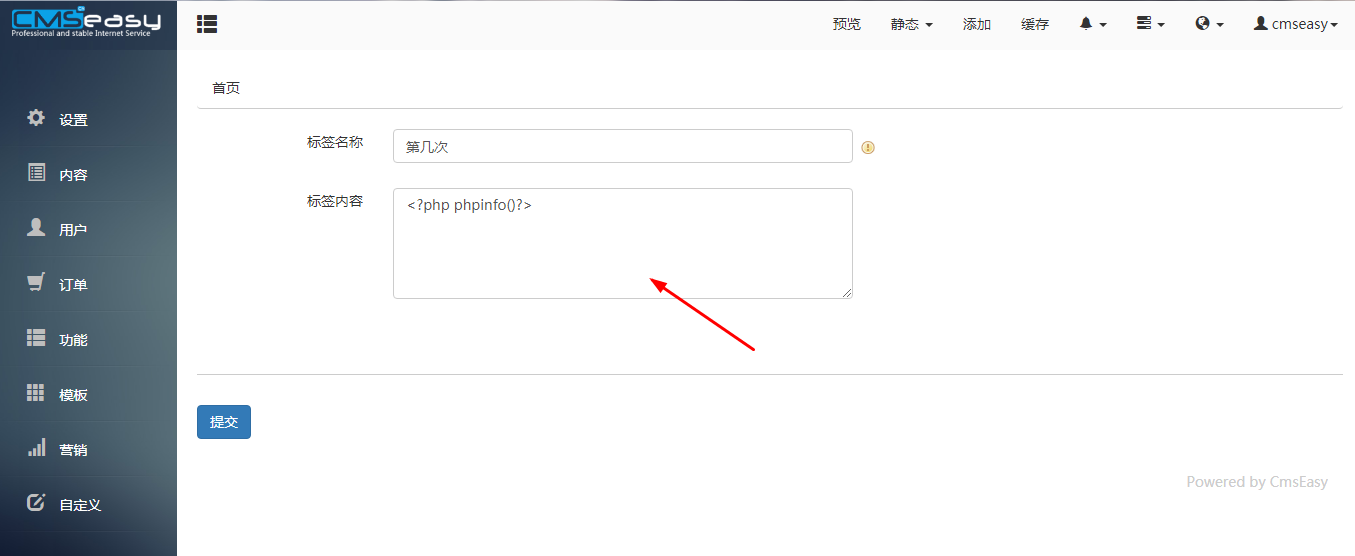 CMSeasy
Professional and stable Internet Service
预览 静态 添加 缓存 cmseasy
首页
设置
内容
用户
订单
功能
模板
营销
自定义
标签名称 第几次
标签内容 <?php phpinfo()?>
提交
Powered by CmsEasy